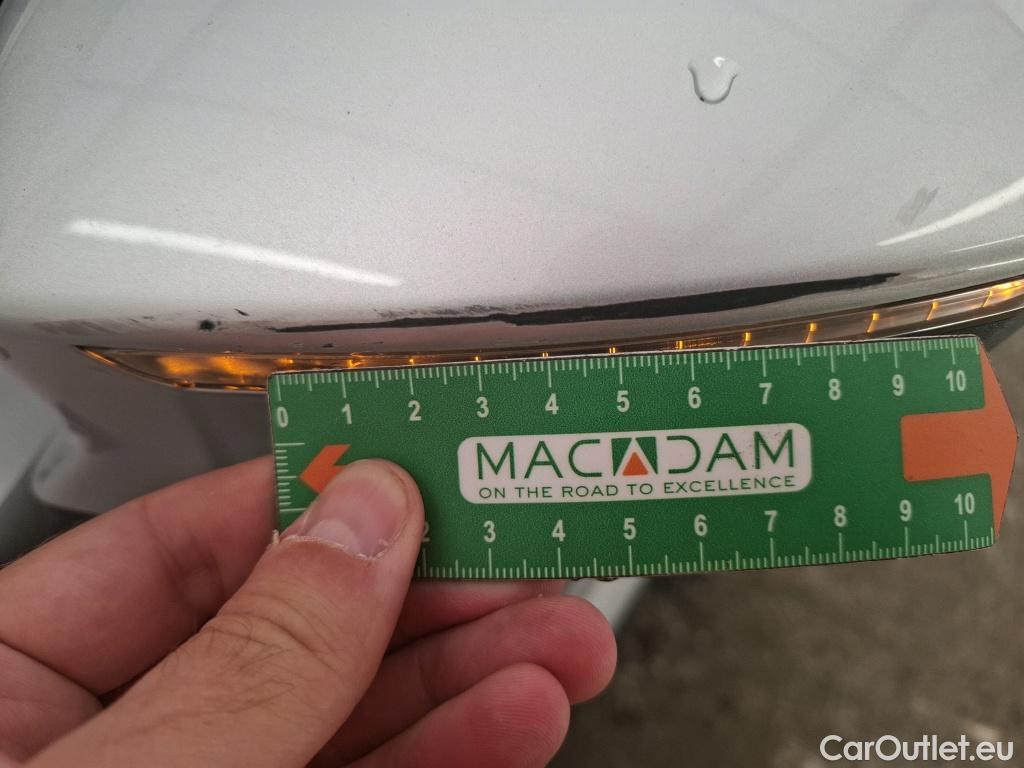 0 1 2 3 4 5 6 7 8 9 10
MACADAM
ON THE ROAD TO EXCELLENCE
2 3 4 5 6 7 8 9 10
CarOutlet.eu